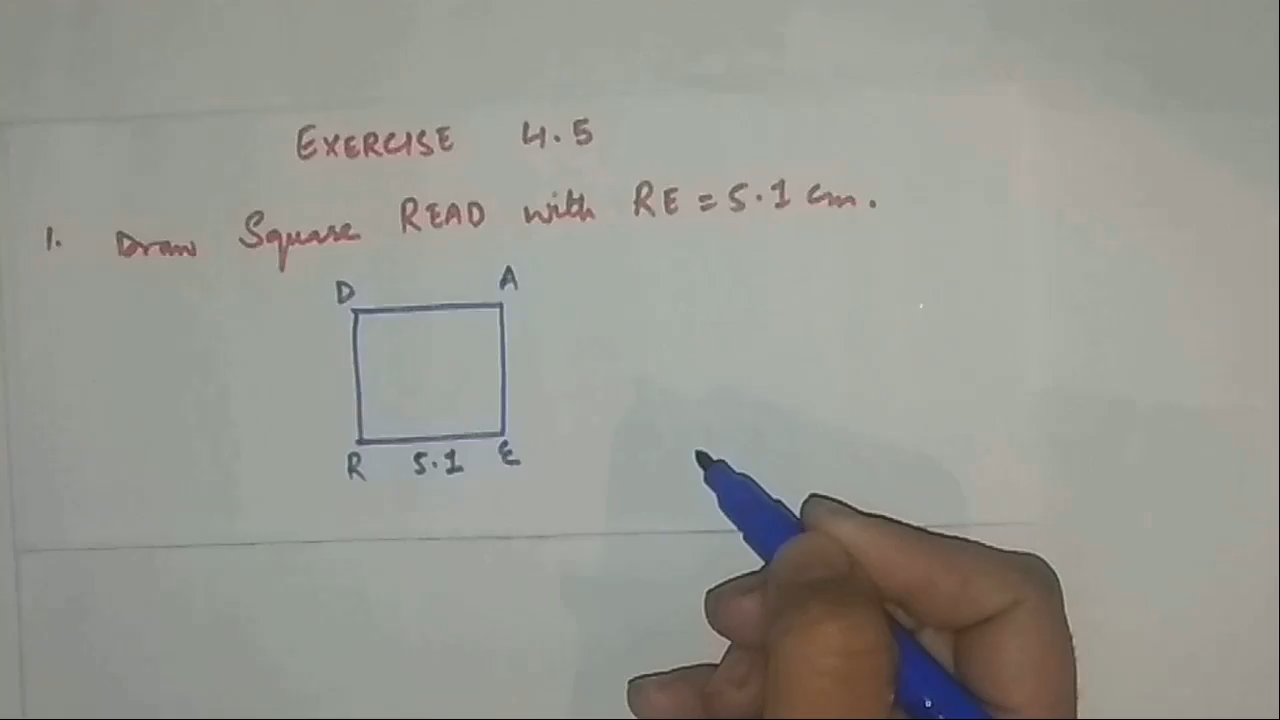 EXERCISE 4.5
1. Draw Square READ with RE = 5.1 cm.
D A
R 5.1 E